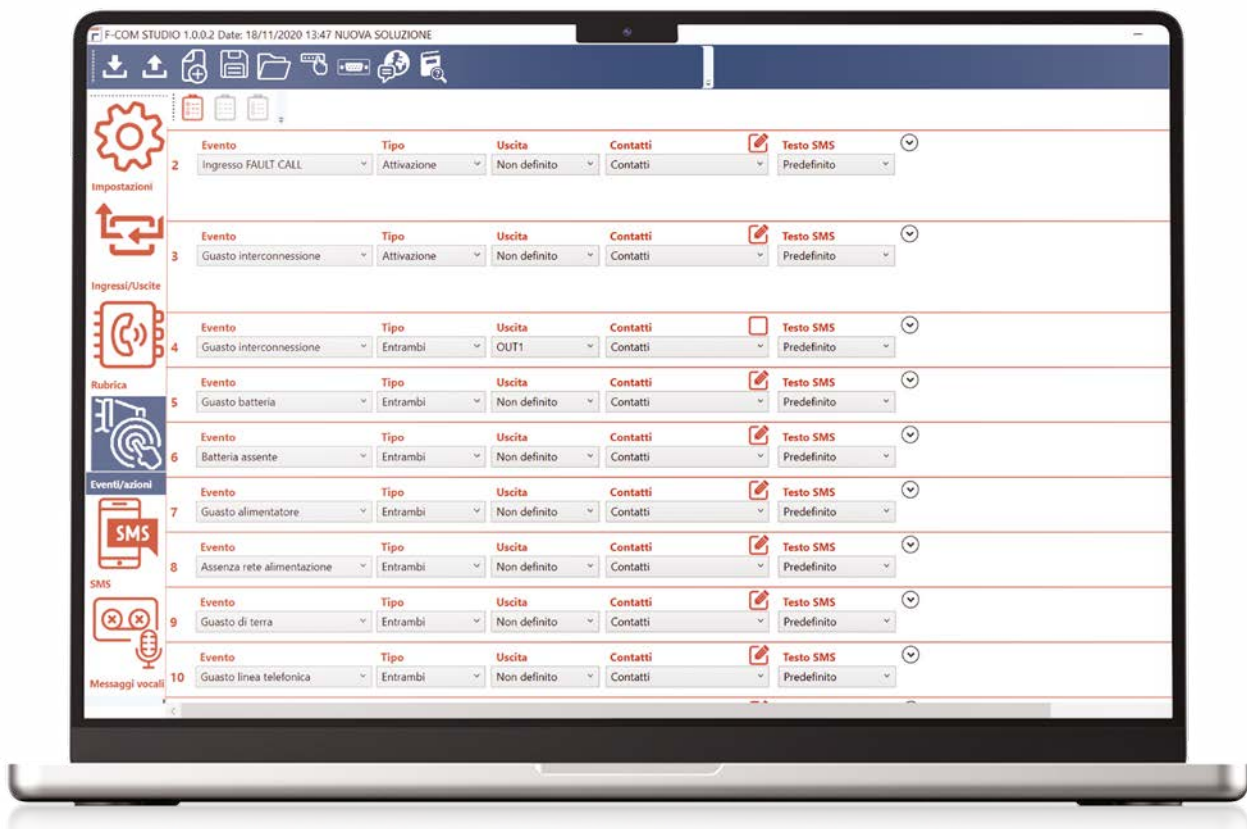 F-COM STUDIO 1.0.0.2 Date: 18/11/2020 13:47 NUOVA SOLUZIONE
Impostazioni
Ingressi/Uscite
Rubrica
Eventi/azioni
SMS
SMS
Messaggi vocali
Evento Tipo Uscita Contatti Testo SMS
2 Ingresso FAULT CALL Attivazione Non definito Contatti Predefinito
Evento Tipo Uscita Contatti Testo SMS
3 Guasto interconnessione Attivazione Non definito Contatti Predefinito
Evento Tipo Uscita Contatti Testo SMS
4 Guasto interconnessione Entrambi OUT1 Contatti Predefinito
Evento Tipo Uscita Contatti Testo SMS
5 Guasto batteria Entrambi Non definito Contatti Predefinito
Evento Tipo Uscita Contatti Testo SMS
6 Batteria assente Entrambi Non definito Contatti Predefinito
Evento Tipo Uscita Contatti Testo SMS
7 Guasto alimentatore Entrambi Non definito Contatti Predefinito
Evento Tipo Uscita Contatti Testo SMS
8 Assenza rete alimentazione Entrambi Non definito Contatti Predefinito
Evento Tipo Uscita Contatti Testo SMS
9 Guasto di terra Entrambi Non definito Contatti Predefinito
Evento Tipo Uscita Contatti Testo SMS
10 Guasto linea telefonica Entrambi Non definito Contatti Predefinito